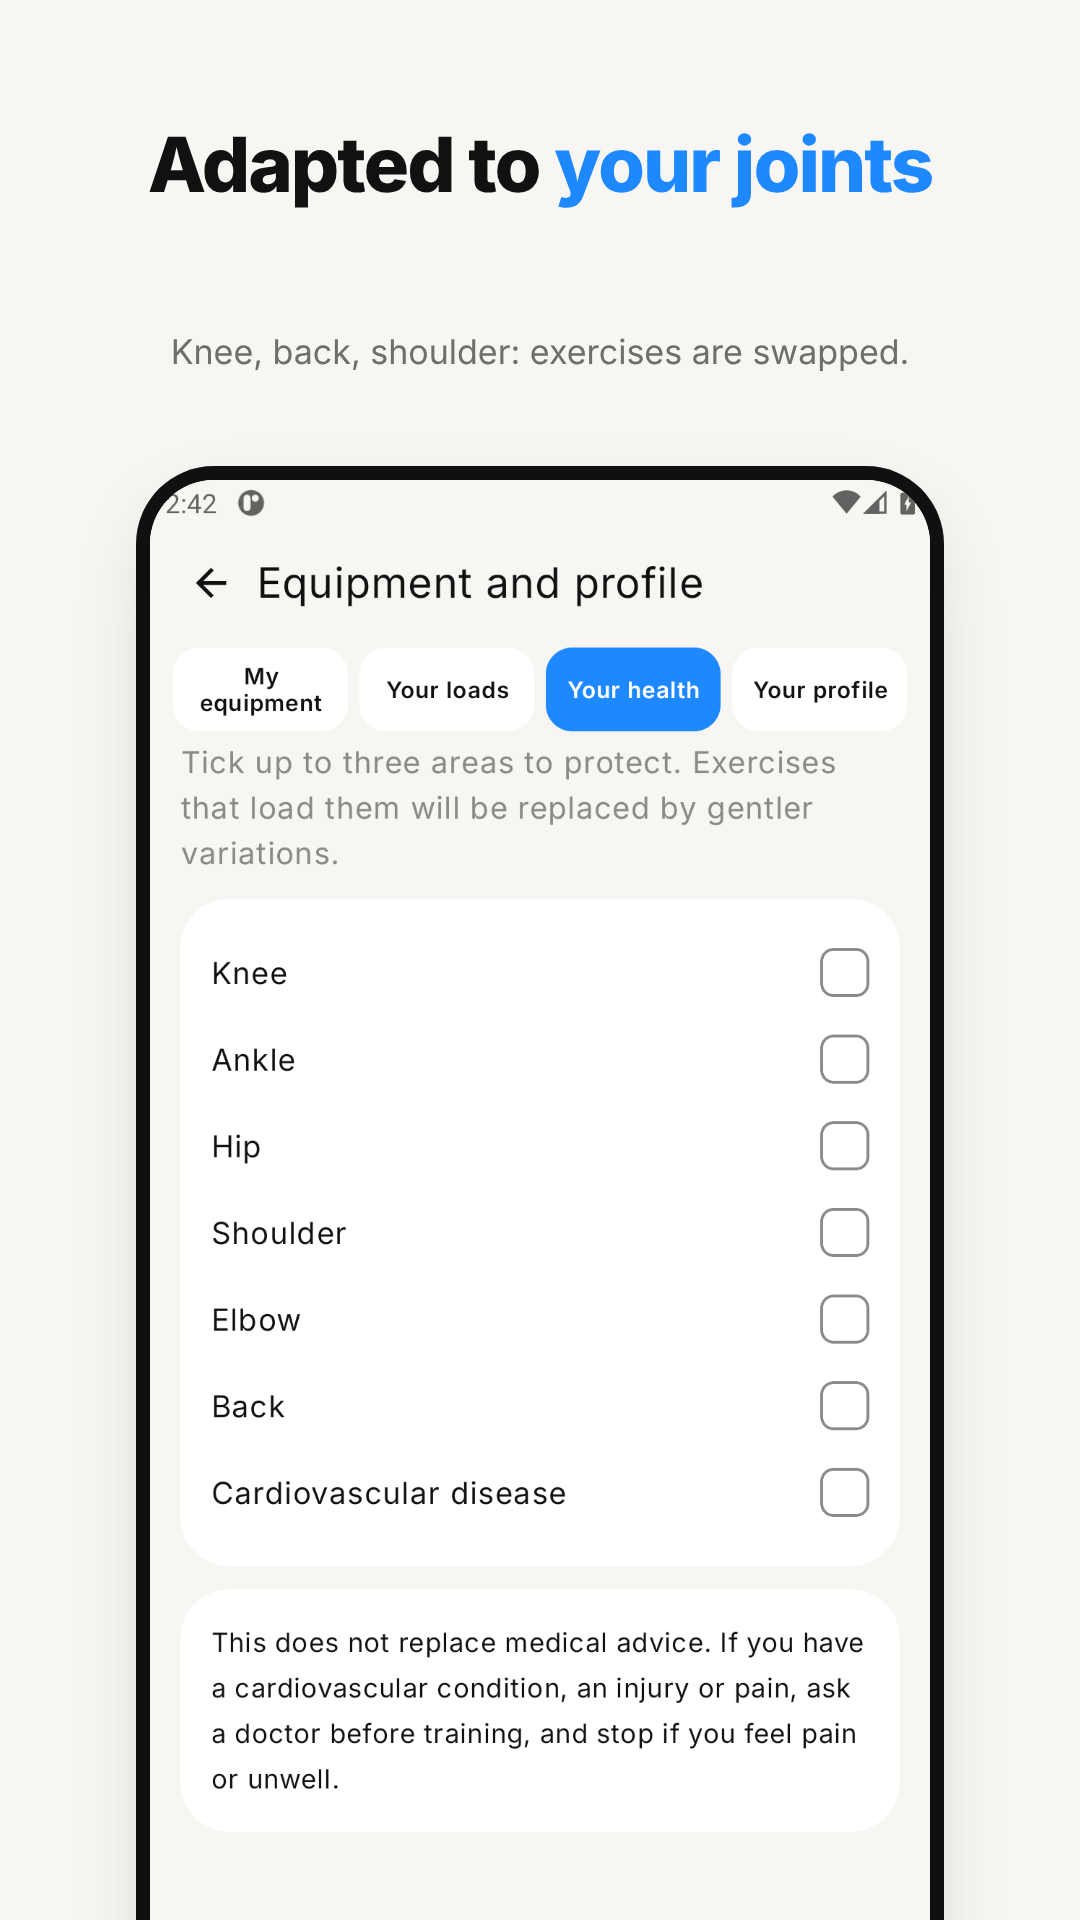 Adapted to your joints
Knee, back, shoulder: exercises are swapped.
2:42
Equipment and profile
My
equipment
Your loads
Your health
Your profile
Tick up to three areas to protect. Exercises
that load them will be replaced by gentler
variations.
Knee
Ankle
Hip
Shoulder
Elbow
Back
Cardiovascular disease
This does not replace medical advice. If you have
a cardiovascular condition, an injury or pain, ask
a doctor before training, and stop if you feel pain
or unwell.